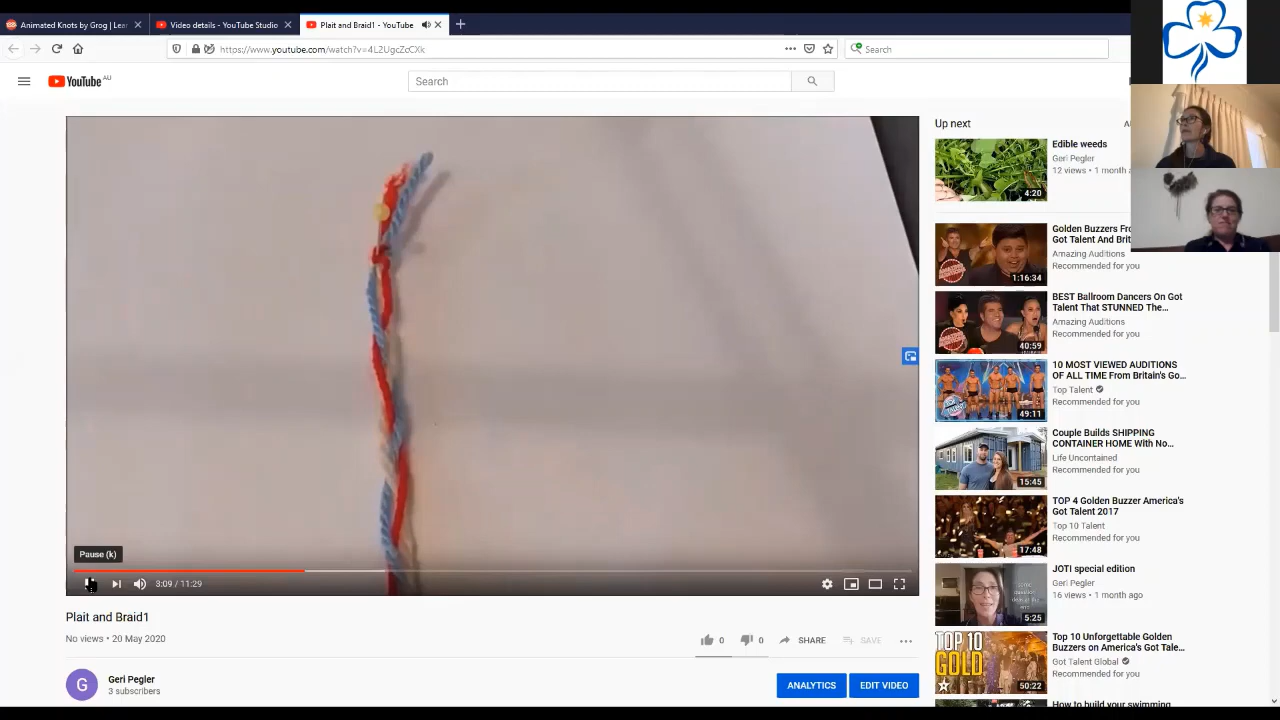 Animated Knots by Grog | Lear
Video details - YouTube Studio
Plait and Braid1 - YouTube
https://www.youtube.com/watch?v=4L2UgcZcCXk
Search
YouTube AU
Search
Up next
Edible weeds
Geri Pegler
12 views • 1 month a
4:20
Golden Buzzers Fro
Got Talent And Brit
Amazing Auditions
Recommended for you
1:16:34
BEST Ballroom Dancers On Got
Talent That STUNNED The...
Amazing Auditions
Recommended for you
40:59
10 MOST VIEWED AUDITIONS
OF ALL TIME From Britain's Go...
Top Talent
Recommended for you
49:11
Couple Builds SHIPPING
CONTAINER HOME With No...
Life Uncontained
Recommended for you
15:45
TOP 4 Golden Buzzer America's
Got Talent 2017
Top 10 Talent
Recommended for you
17:48
JOTI special edition
Geri Pegler
16 views • 1 month ago
5:25
TOP 10
GOLD
Top 10 Unforgettable Golden
Buzzers on America's Got Tale...
Got Talent Global
Recommended for you
50:22
How to build your swimming
Pause (k)
3:09 / 11:29
Plait and Braid1
No views • 20 May 2020
0
0
SHARE
SAVE
G
Geri Pegler
3 subscribers
ANALYTICS
EDIT VIDEO